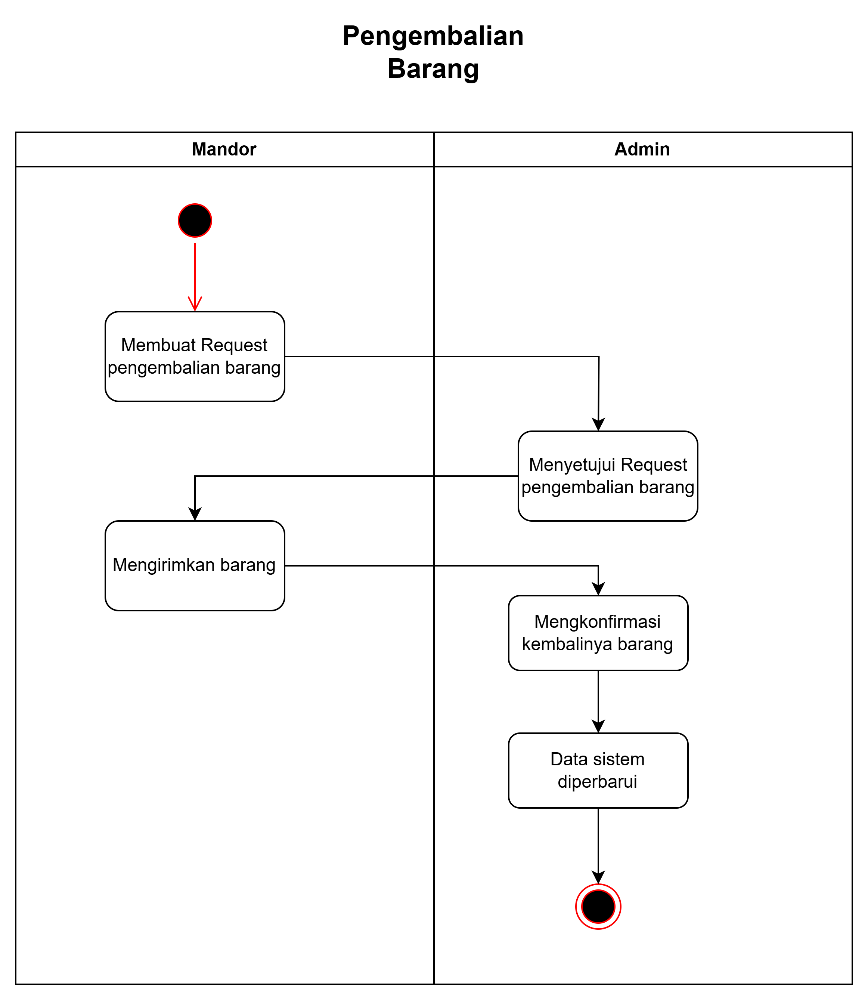 Pengembalian
Barang
Mandor
Admin
Membuat Request
pengembalian barang
Menyetujui Request
pengembalian barang
Mengirimkan barang
Mengkonfirmasi
kembalinya barang
Data sistem
diperbarui